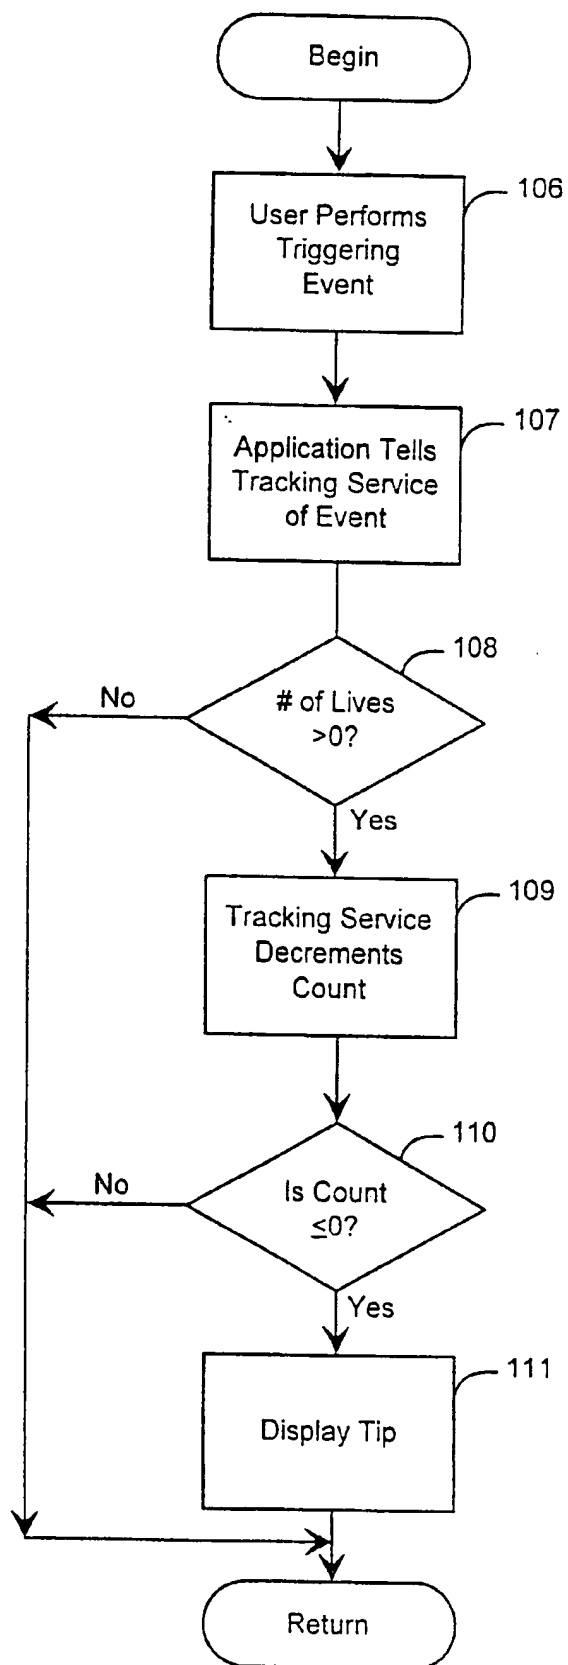 Begin
106
User Performs
Triggering
Event
107
Application Tells
Tracking Service
of Event
108
# of Lives
>0?
No
Yes
109
Tracking Service
Decrements
Count
110
Is Count
≤0?
No
Yes
111
Display Tip
Return